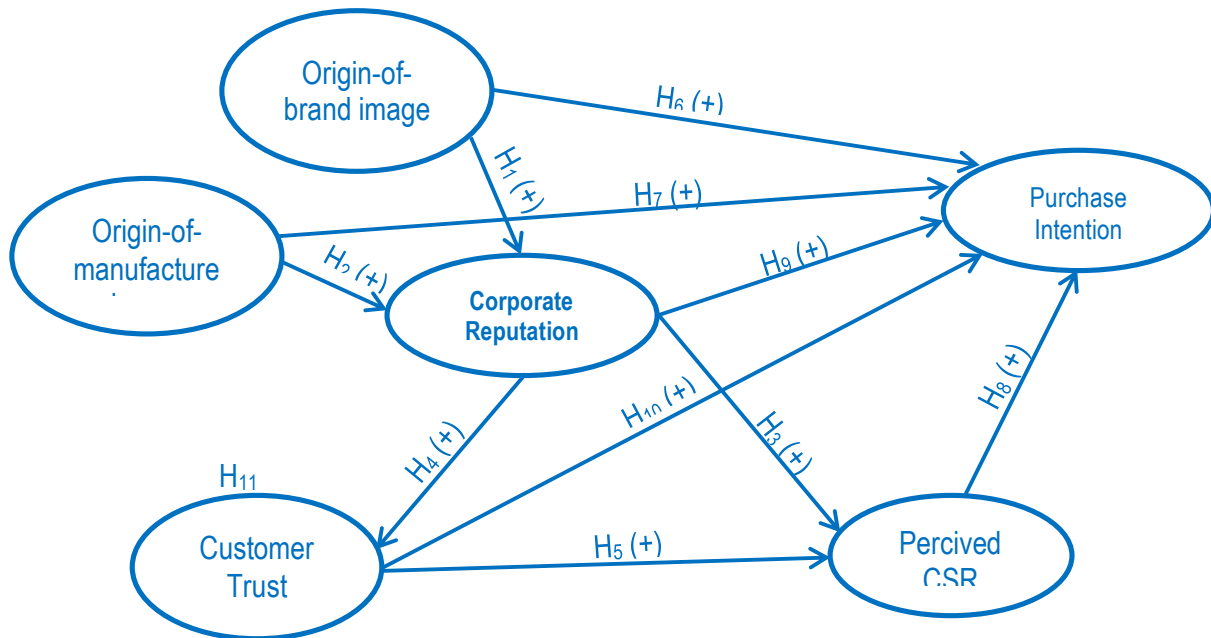 Origin-of-
brand image
H6 (+)
H1 (+)
H7 (+)
Purchase
Intention
Origin-of-
manufacture
H2 (+)
H9 (+)
Corporate
Reputation
H10 (+)
H8 (+)
H3 (+)
H4 (+)
H11
Customer
Trust
H5 (+)
Percived
CSR